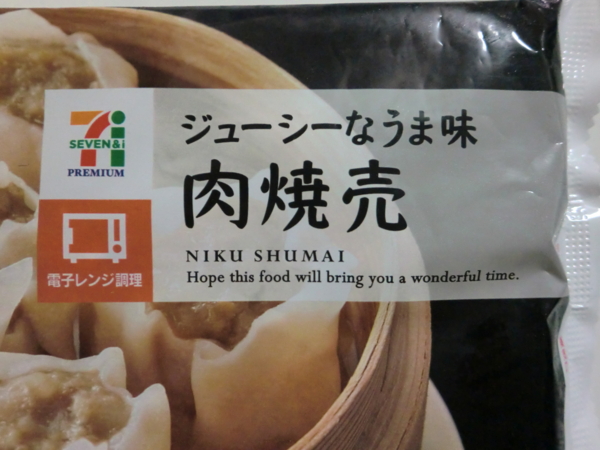 7i
SEVEN&i
PREMIUM
電子レンジ調理
ジューシーなうま味
肉焼売
NIKU SHUMAI
Hope this food will bring you a wonderful time.